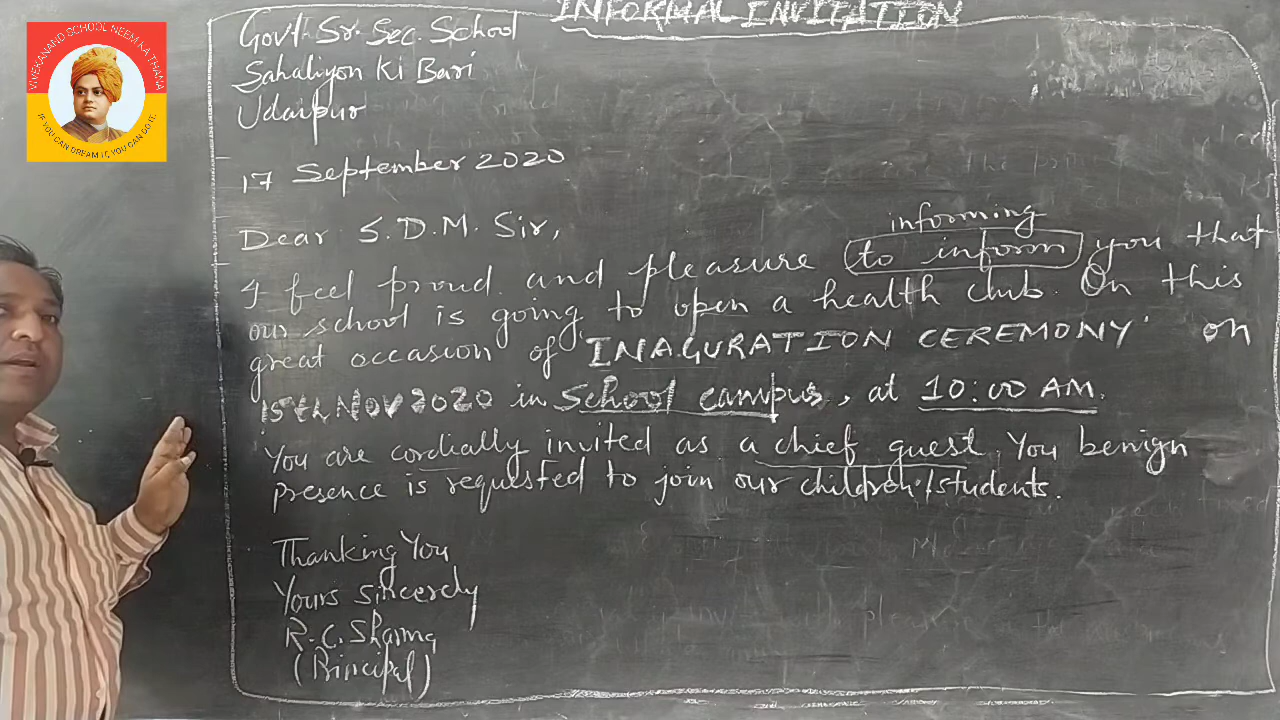 VIVEKANAND SCHOOL NEEM KA THANA
IF YOU CAN DREAM IT, YOU CAN DO IT.
INFORMAL INVITATION
Govt. Sr. Sec. School
Sahaliyon Ki Bari
Udaipur
17 September 2020
Dear S.D.M. Sir,
informing
I feel proud and pleasure to inform you that
our school is going to open a health club. On this
great occasion of 'INAGURATION CEREMONY' on
15th NOV 2020 in School campus, at 10:00 AM.
You are cordially invited as a chief guest. You benign
presence is requested to join our children/students.
Thanking You
Yours sincerely
R.C. Sharma
(Principal)